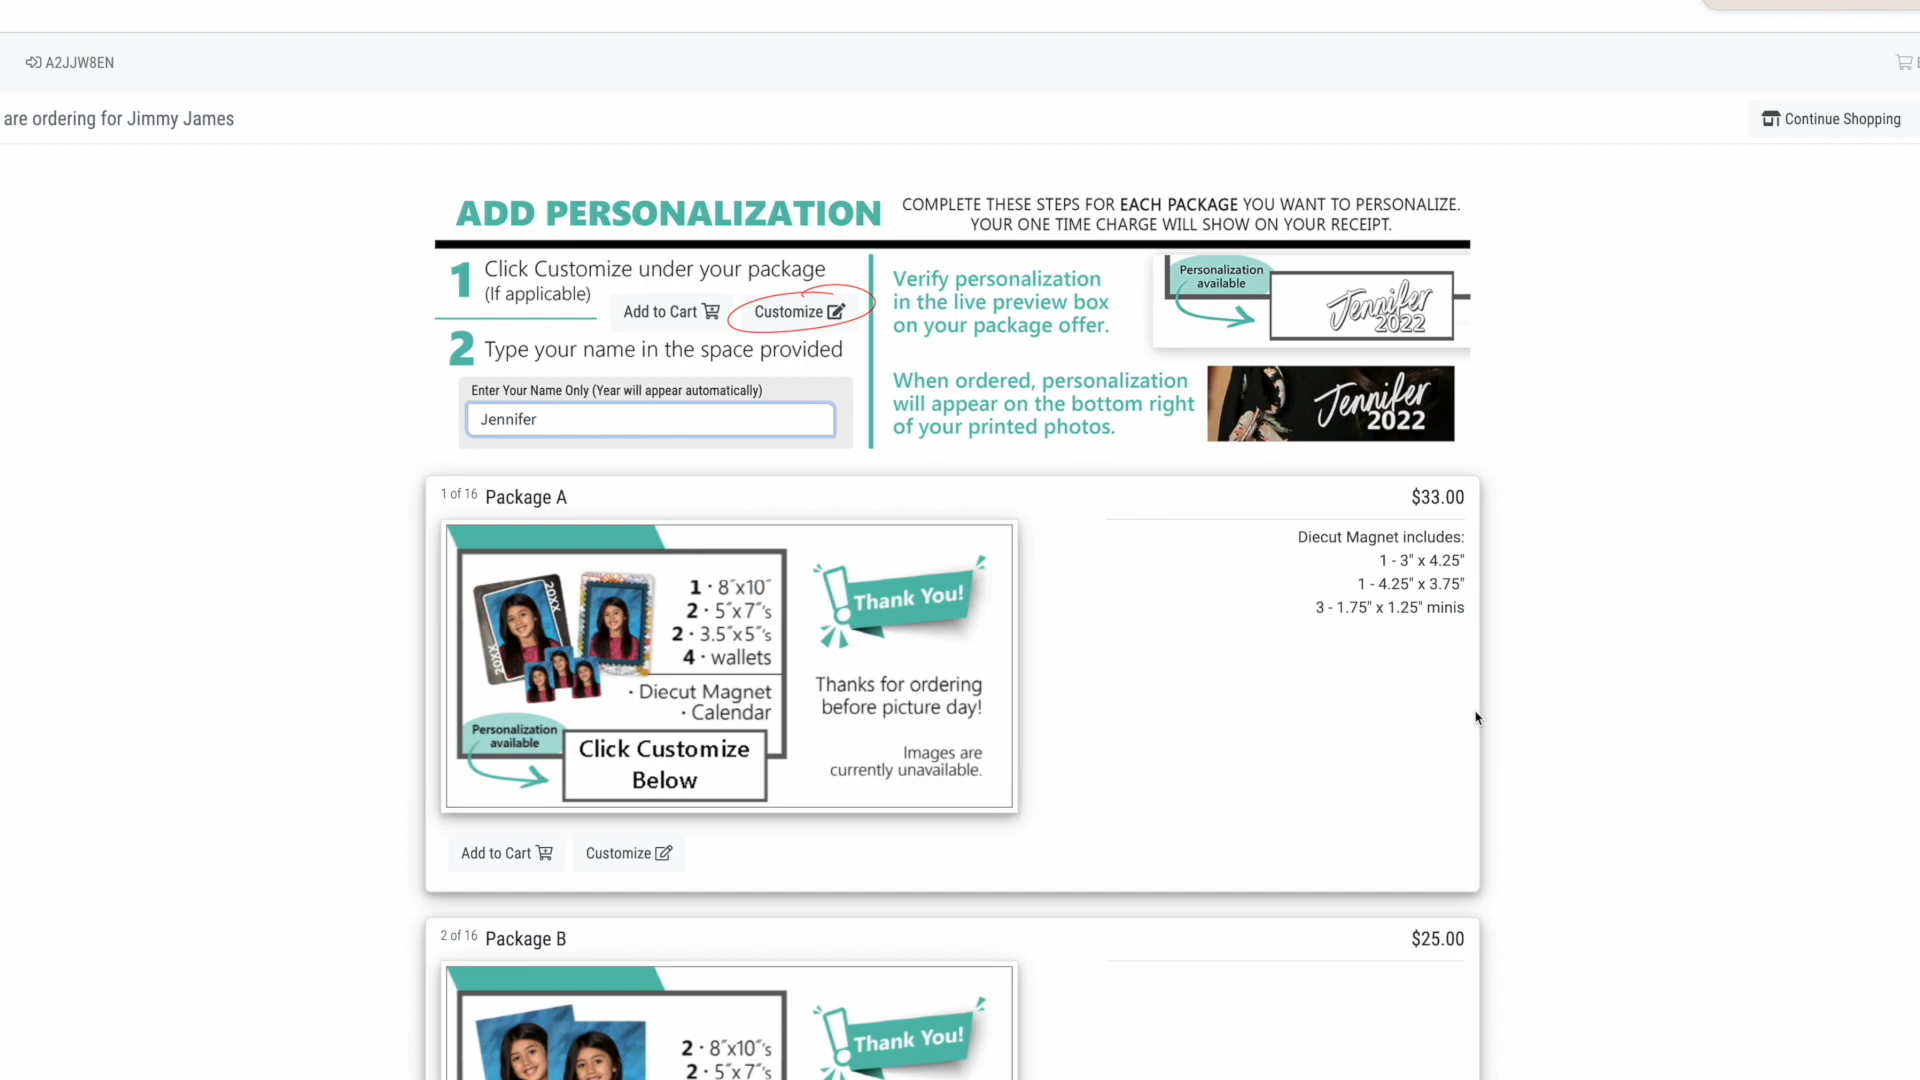 A2JJW8EN
are ordering for Jimmy James
Continue Shopping
ADD PERSONALIZATION
COMPLETE THESE STEPS FOR EACH PACKAGE YOU WANT TO PERSONALIZE.
YOUR ONE TIME CHARGE WILL SHOW ON YOUR RECEIPT.
1 Click Customize under your package
(If applicable)
Add to Cart
Customize
2 Type your name in the space provided
Enter Your Name Only (Year will appear automatically)
Jennifer
Verify personalization
in the live preview box
on your package offer.
Personalization
available
Jennifer
2022
When ordered, personalization
will appear on the bottom right
of your printed photos.
Jennifer
2022
1 of 16 Package A
$33.00
20XX
20XX
1 · 8"x10"
2 · 5"x7"'s
2 · 3.5"x5"'s
4 · wallets
· Diecut Magnet
· Calendar
Personalization
available
Click Customize
Below
Thank You!
Thanks for ordering
before picture day!
Images are
currently unavailable.
Diecut Magnet includes:
1 - 3" x 4.25"
1 - 4.25" x 3.75"
3 - 1.75" x 1.25" minis
Add to Cart
Customize
2 of 16 Package B
$25.00
2 · 8"x10"'s
2 · 5"x7"'s
Thank You!